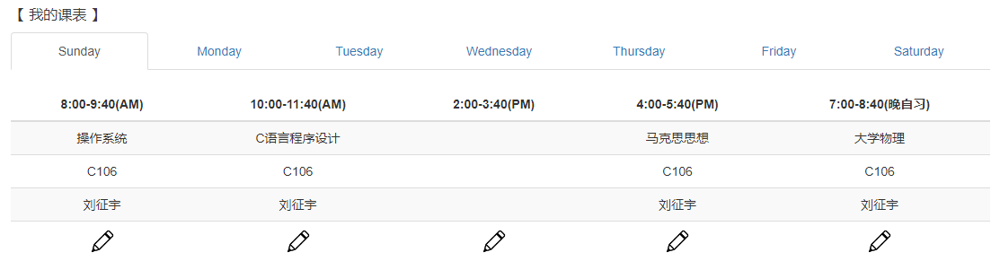 【 我的课表 】
Sunday Monday Tuesday Wednesday Thursday Friday Saturday
8:00-9:40(AM) 10:00-11:40(AM) 2:00-3:40(PM) 4:00-5:40(PM) 7:00-8:40(晚自习)
操作系统 C语言程序设计 马克思思想 大学物理
C106 C106 C106 C106
刘征宇 刘征宇 刘征宇 刘征宇